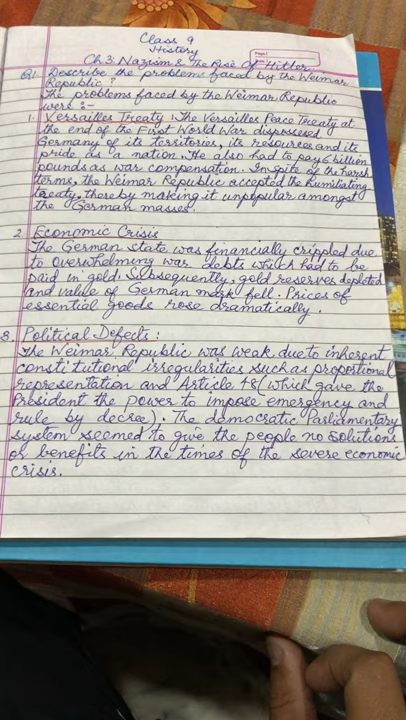 Class 9
History
Page:
Ch 3: Nazism & the Rise Of Hitler
Q1. Describe the problems faced by the Weimar
Republic?
The problems faced by the Weimar Republic
were :-
1. Versailles Treaty : The Versailles Peace Treaty at
the end of the First World War dispossesed
Germany of its territories, its resources and its
pride as a nation. He also had to pay 6 billion
pounds as war compensation. Inspite of the harsh
terms, the Weimar Republic accepted the humiliating
treaty, there by making it unpopular amongst
the German masses.
2. Economic Crisis
The German state was financially crippled due
to overwhelming war debts which had to be
paid in gold. Subsequently, gold reserves depleted
and value of German mark fell. Prices of
essential goods rose dramatically.
3. Political Defects :
The Weimar Republic was weak due to inherent
constitutional irregularities such as proportional
representation and Article 48 (which gave the
President the power to impose emergency and
rule by decree). The democratic Parliamentary
system seemed to give the people no solutions
or benefits in the times of the severe economic
crisis.